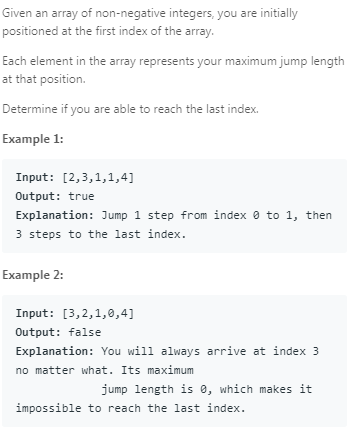 Given an array of non-negative integers, you are initially
positioned at the first index of the array.
Each element in the array represents your maximum jump length
at that position.
Determine if you are able to reach the last index.
Example 1:
Input: [2,3,1,1,4]
Output: true
Explanation: Jump 1 step from index 0 to 1, then
3 steps to the last index.
Example 2:
Input: [3,2,1,0,4]
Output: false
Explanation: You will always arrive at index 3
no matter what. Its maximum
jump length is 0, which makes it
impossible to reach the last index.